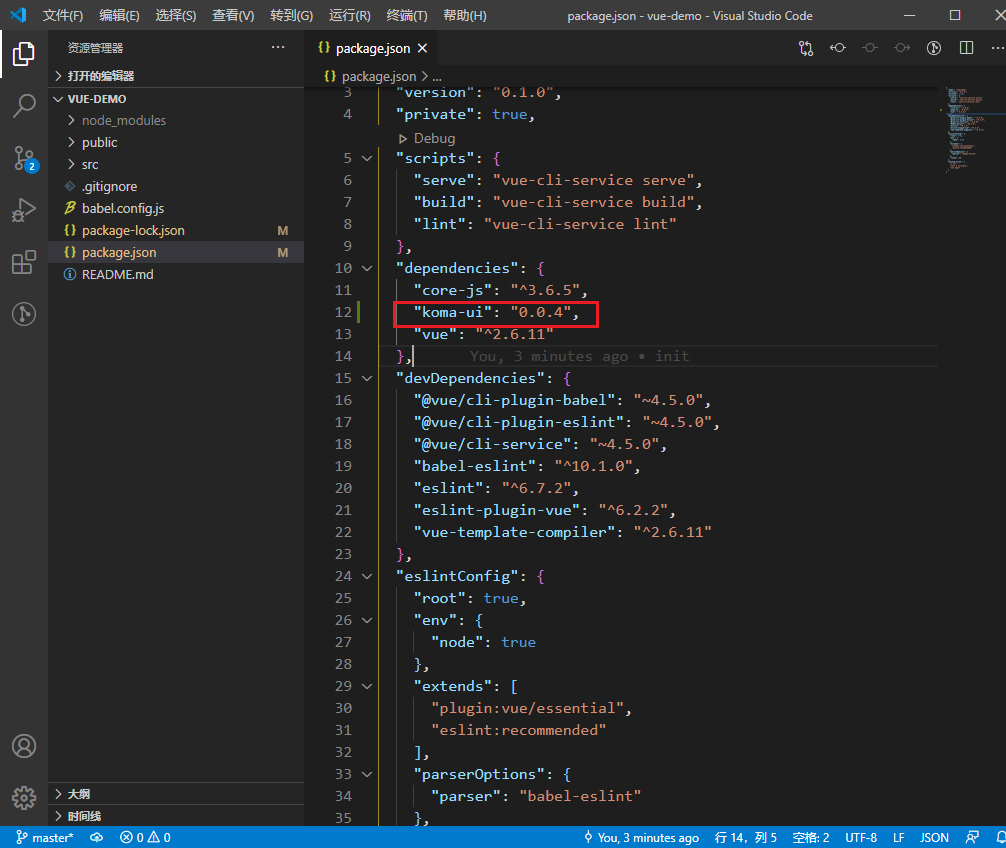 文件(F) 编辑(E) 选择(S) 查看(V) 转到(G) 运行(R) 终端(T) 帮助(H) package.json - vue-demo - Visual Studio Code
资源管理器
打开的编辑器
VUE-DEMO
node_modules
public
src
.gitignore
babel.config.js
package-lock.json M
package.json M
README.md
大纲
时间线
2
{} package.json
{} package.json > ...
3 "version": "0.1.0",
4 "private": true,
Debug
5 "scripts": {
6 "serve": "vue-cli-service serve",
7 "build": "vue-cli-service build",
8 "lint": "vue-cli-service lint"
9 },
10 "dependencies": {
11 "core-js": "^3.6.5",
12 "koma-ui": "0.0.4",
13 "vue": "^2.6.11"
14 }, You, 3 minutes ago • init
15 "devDependencies": {
16 "@vue/cli-plugin-babel": "~4.5.0",
17 "@vue/cli-plugin-eslint": "~4.5.0",
18 "@vue/cli-service": "~4.5.0",
19 "babel-eslint": "^10.1.0",
20 "eslint": "^6.7.2",
21 "eslint-plugin-vue": "^6.2.2",
22 "vue-template-compiler": "^2.6.11"
23 },
24 "eslintConfig": {
25 "root": true,
26 "env": {
27 "node": true
28 },
29 "extends": [
30 "plugin:vue/essential",
31 "eslint:recommended"
32 ],
33 "parserOptions": {
34 "parser": "babel-eslint"
35 },
master* 0 0 You, 3 minutes ago 行 14，列 5 空格: 2 UTF-8 LF JSON